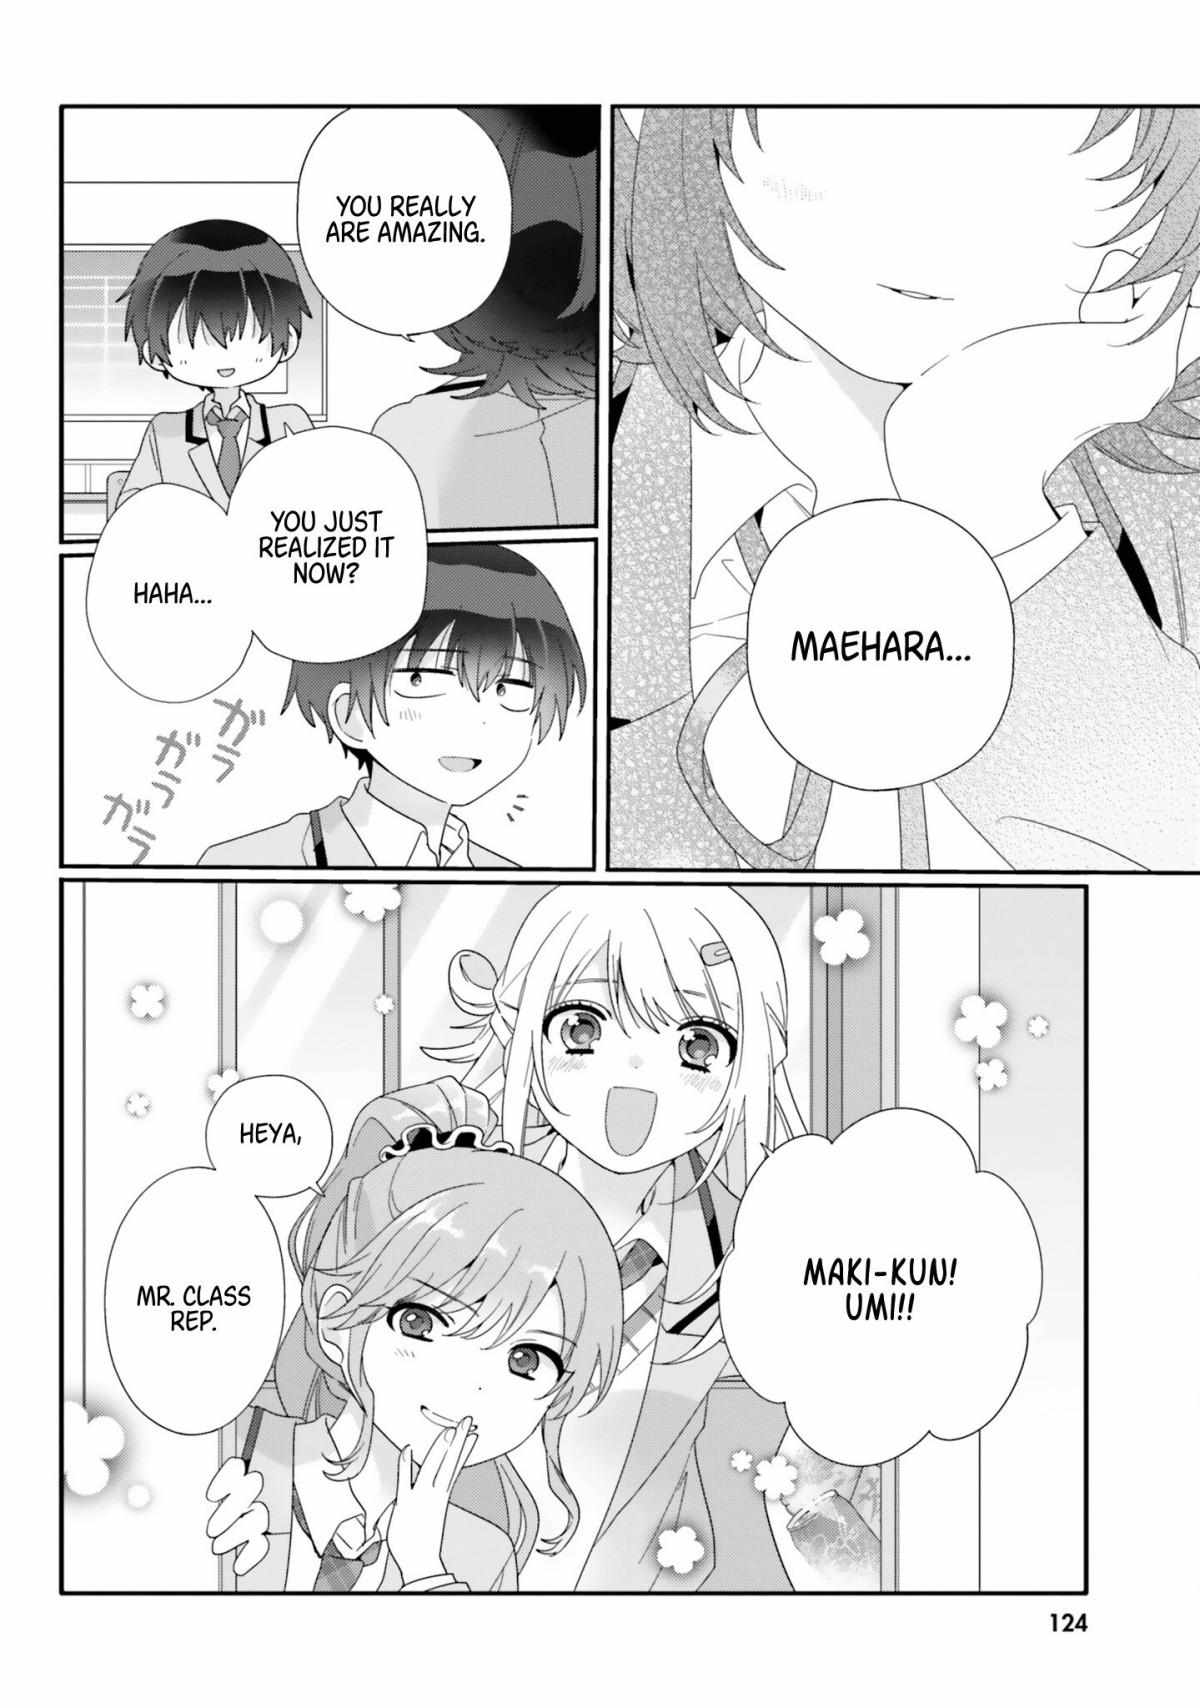 MAEHARA...
YOU REALLY
ARE AMAZING.
YOU JUST
REALIZED IT
NOW?
HAHA...
ガラ
ガラ
ガラ
MAKI-KUN!
UMI!!
HEYA,
MR. CLASS
REP.
124